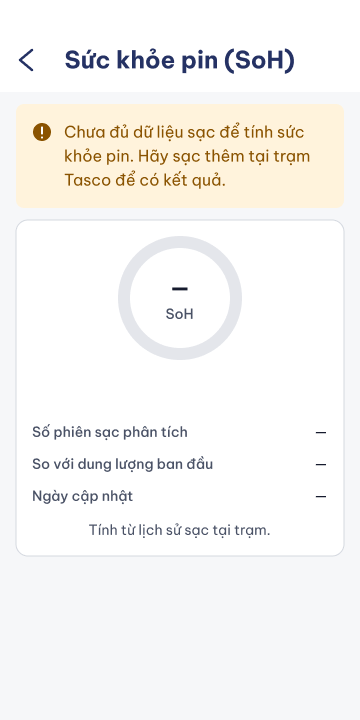 Sức khỏe pin (SoH)
Chưa đủ dữ liệu sạc để tính sức
khỏe pin. Hãy sạc thêm tại trạm
Tasco để có kết quả.
–
SoH
Số phiên sạc phân tích –
So với dung lượng ban đầu –
Ngày cập nhật –
Tính từ lịch sử sạc tại trạm.